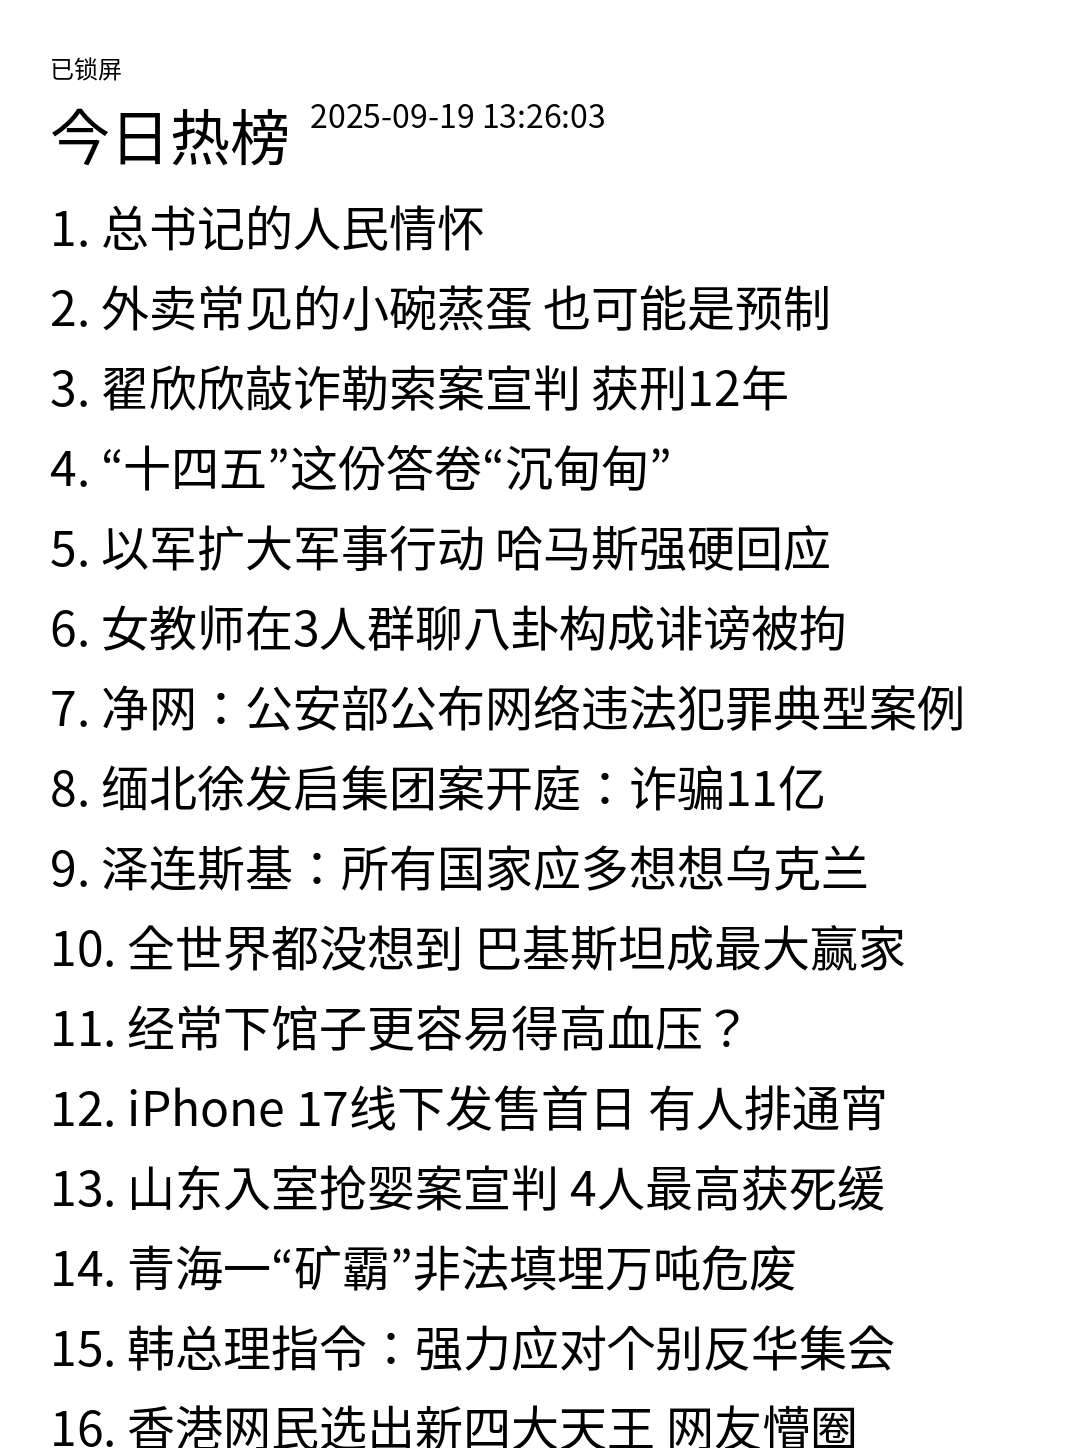 已锁屏
今日热榜 2025-09-19 13:26:03
1. 总书记的人民情怀
2. 外卖常见的小碗蒸蛋 也可能是预制
3. 翟欣欣敲诈勒索案宣判 获刑12年
4. “十四五”这份答卷“沉甸甸”
5. 以军扩大军事行动 哈马斯强硬回应
6. 女教师在3人群聊八卦构成诽谤被拘
7. 净网：公安部公布网络违法犯罪典型案例
8. 缅北徐发启集团案开庭：诈骗11亿
9. 泽连斯基：所有国家应多想想乌克兰
10. 全世界都没想到 巴基斯坦成最大赢家
11. 经常下馆子更容易得高血压？
12. iPhone 17线下发售首日 有人排通宵
13. 山东入室抢婴案宣判 4人最高获死缓
14. 青海一“矿霸”非法填埋万吨危废
15. 韩总理指令：强力应对个别反华集会
16. 香港网民选出新四大天王 网友懵圈